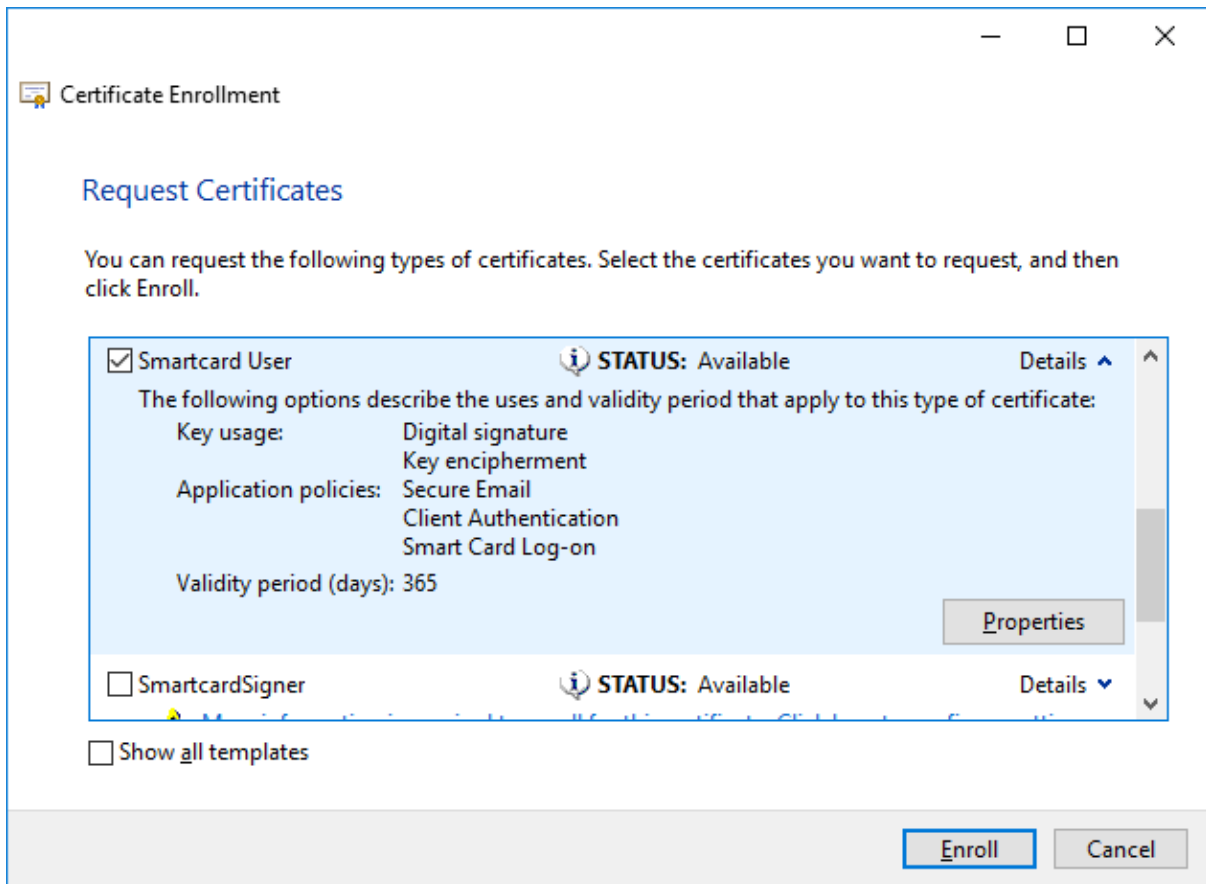 Certificate Enrollment
Request Certificates
You can request the following types of certificates. Select the certificates you want to request, and then
click Enroll.
Smartcard User STATUS: Available Details
The following options describe the uses and validity period that apply to this type of certificate:
Key usage: Digital signature
Key encipherment
Application policies: Secure Email
Client Authentication
Smart Card Log-on
Validity period (days): 365
Properties
SmartcardSigner STATUS: Available Details
Show all templates
Enroll Cancel